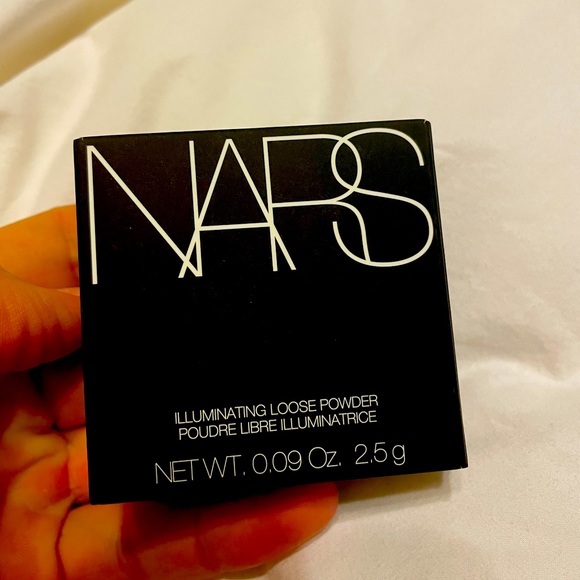 NARS
ILLUMINATING LOOSE POWDER
POUDRE LIBRE ILLUMINATRICE
NET WT. 0.09 Oz. 2.5 g